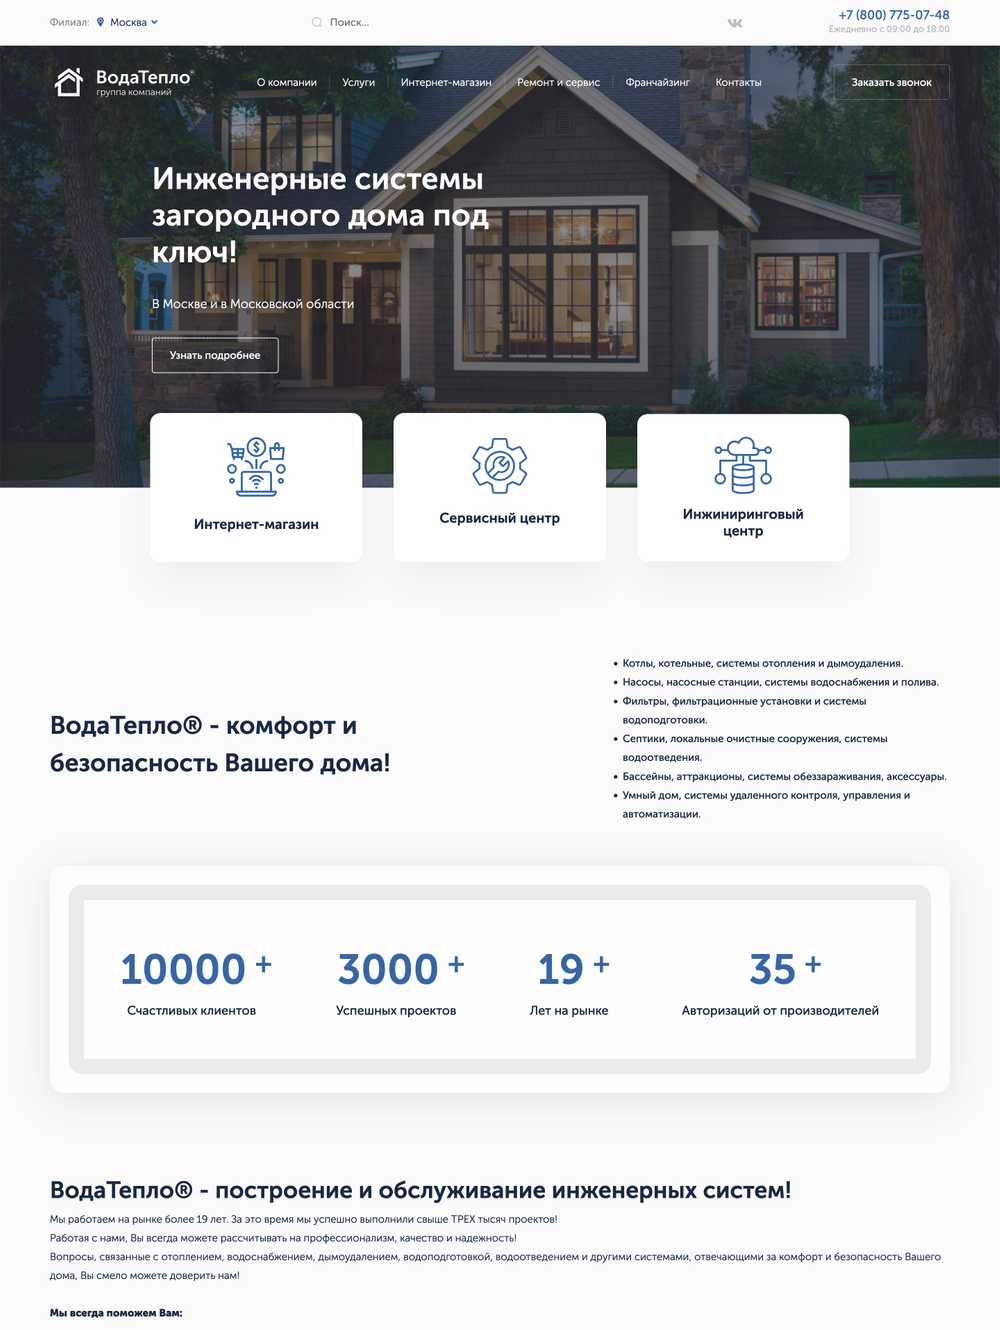 Филиал: Москва
Поиск...
+7 (800) 775-07-48
Ежедневно с 09:00 до 18:00
ВодаТепло®
группа компаний
О компании
Услуги
Интернет-магазин
Ремонт и сервис
Франчайзинг
Контакты
Заказать звонок
Инженерные системы
загородного дома под
ключ!
В Москве и в Московской области
Узнать подробнее
Интернет-магазин
Сервисный центр
Инжиниринговый
центр
ВодаТепло® - комфорт и
безопасность Вашего дома!
Котлы, котельные, системы отопления и дымоудаления.
Насосы, насосные станции, системы водоснабжения и полива.
Фильтры, фильтрационные установки и системы
водоподготовки.
Септики, локальные очистные сооружения, системы
водоотведения.
Бассейны, аттракционы, системы обеззараживания, аксессуары.
Умный дом, системы удаленного контроля, управления и
автоматизации.
10000 +
Счастливых клиентов
3000 +
Успешных проектов
19 +
Лет на рынке
35 +
Авторизаций от производителей
ВодаТепло® - построение и обслуживание инженерных систем!
Мы работаем на рынке более 19 лет. За это время мы успешно выполнили свыше ТРЕХ тысяч проектов!
Работая с нами, Вы всегда можете рассчитывать на профессионализм, качество и надежность!
Вопросы, связанные с отоплением, водоснабжением, дымоудалением, водоподготовкой, водоотведением и другими системами, отвечающими за комфорт и безопасность Вашего
дома, Вы смело можете доверить нам!
Мы всегда поможем Вам: